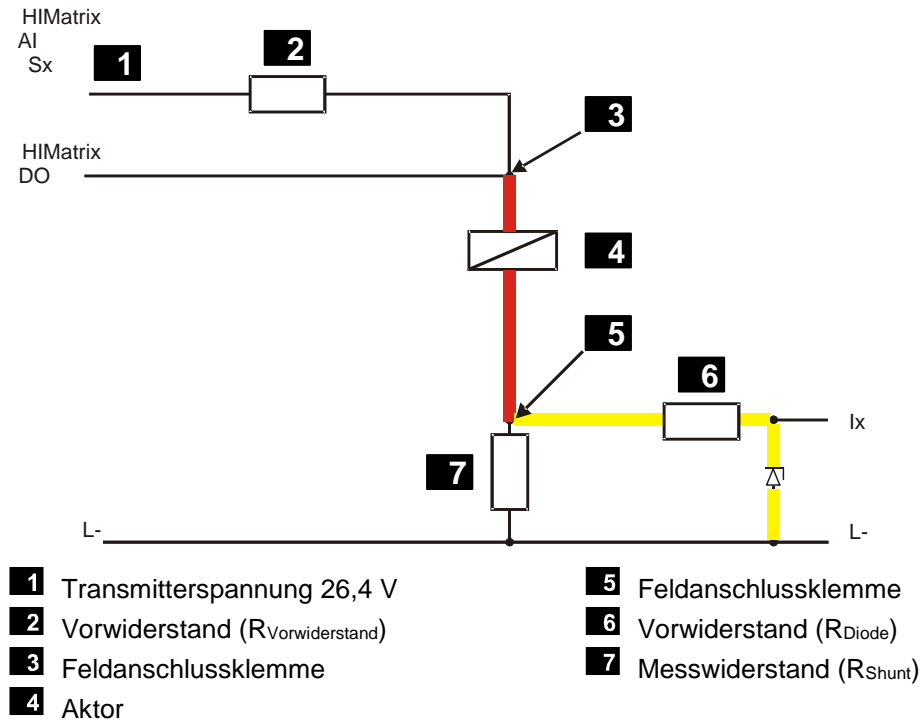 HIMatrix
AI
Sx
1
2
3
HIMatrix
DO
4
5
6
Ix
7
L-
L-
1 Transmitterspannung 26,4 V
2 Vorwiderstand (RVorwiderstand)
3 Feldanschlussklemme
4 Aktor
5 Feldanschlussklemme
6 Vorwiderstand (RDiode)
7 Messwiderstand (RShunt)